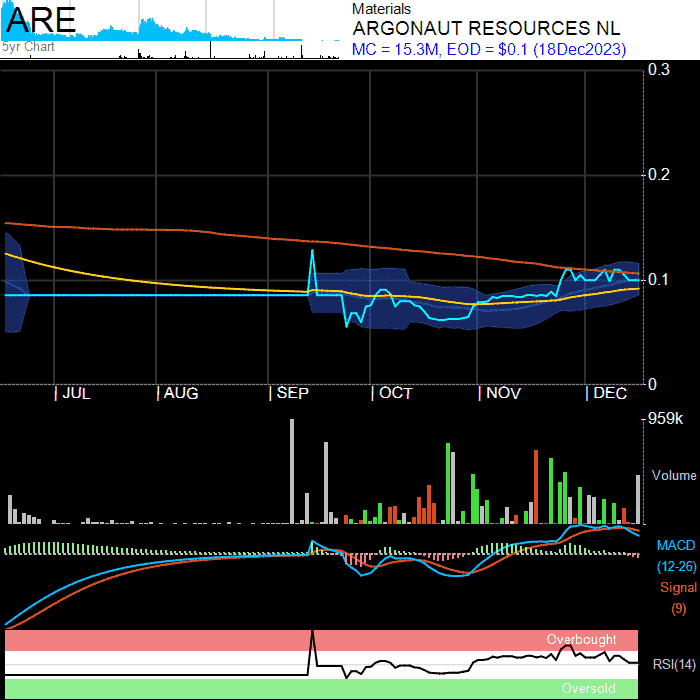 ARE
5yr Chart
Materials
ARGONAUT RESOURCES NL
MC = 15.3M, EOD = $0.1 (18Dec2023)
0.3
0.2
0.1
0
| JUL | AUG | SEP | OCT | NOV | DEC
959k
Volume
MACD
(12-26)
Signal
(9)
Overbought
RSI(14)
Oversold